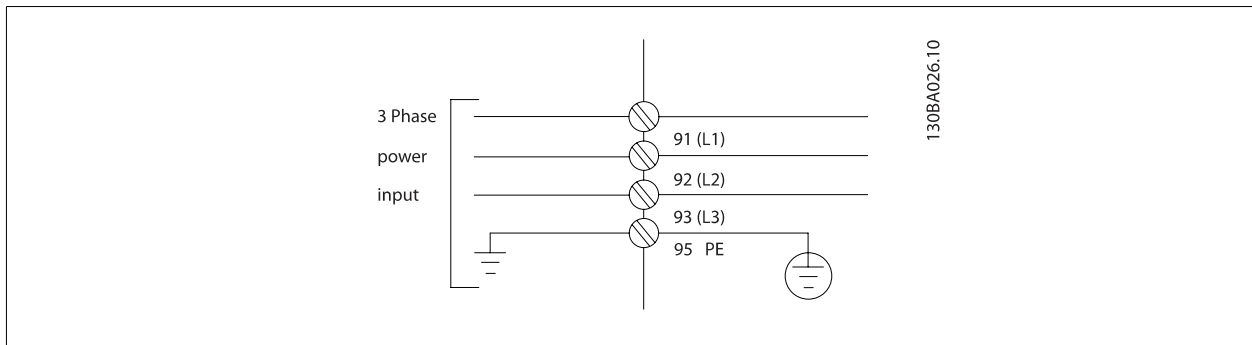 3 Phase
91 (L1)
power
92 (L2)
input
93 (L3)
95 PE
130BA026.10